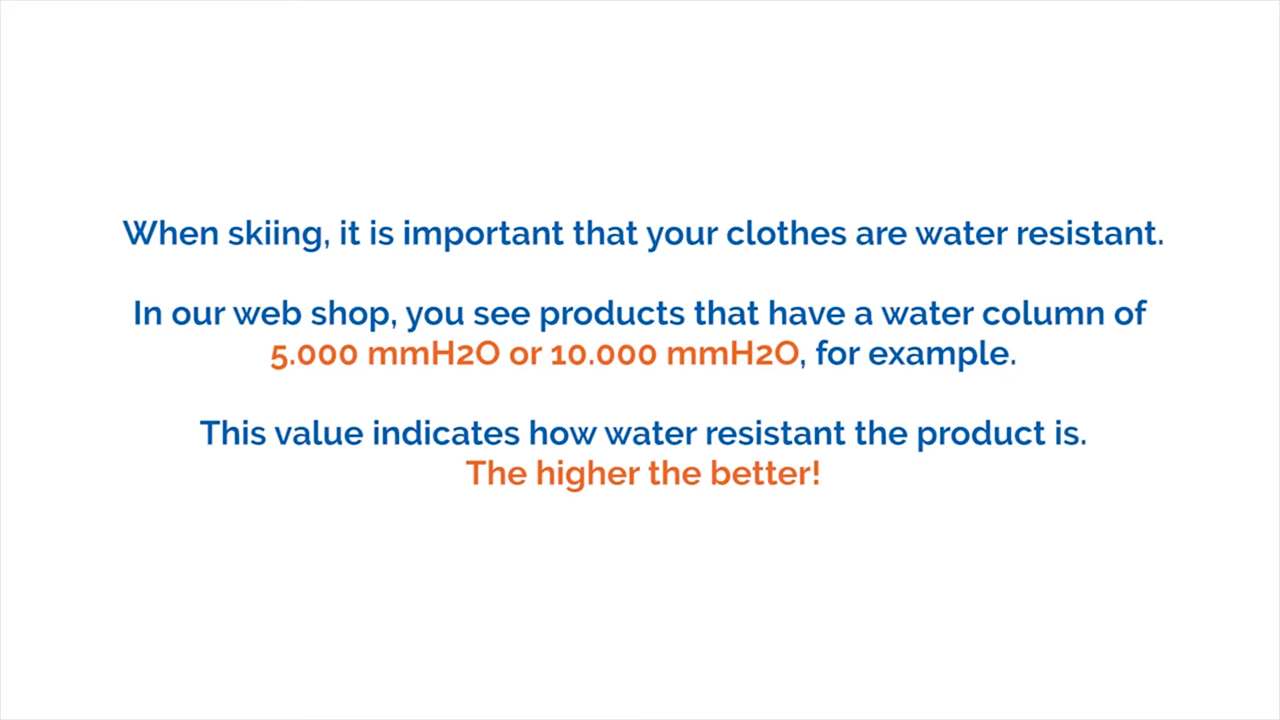 When skiing, it is important that your clothes are water resistant.
In our web shop, you see products that have a water column of
5.000 mmH2O or 10.000 mmH2O, for example.
This value indicates how water resistant the product is.
The higher the better!